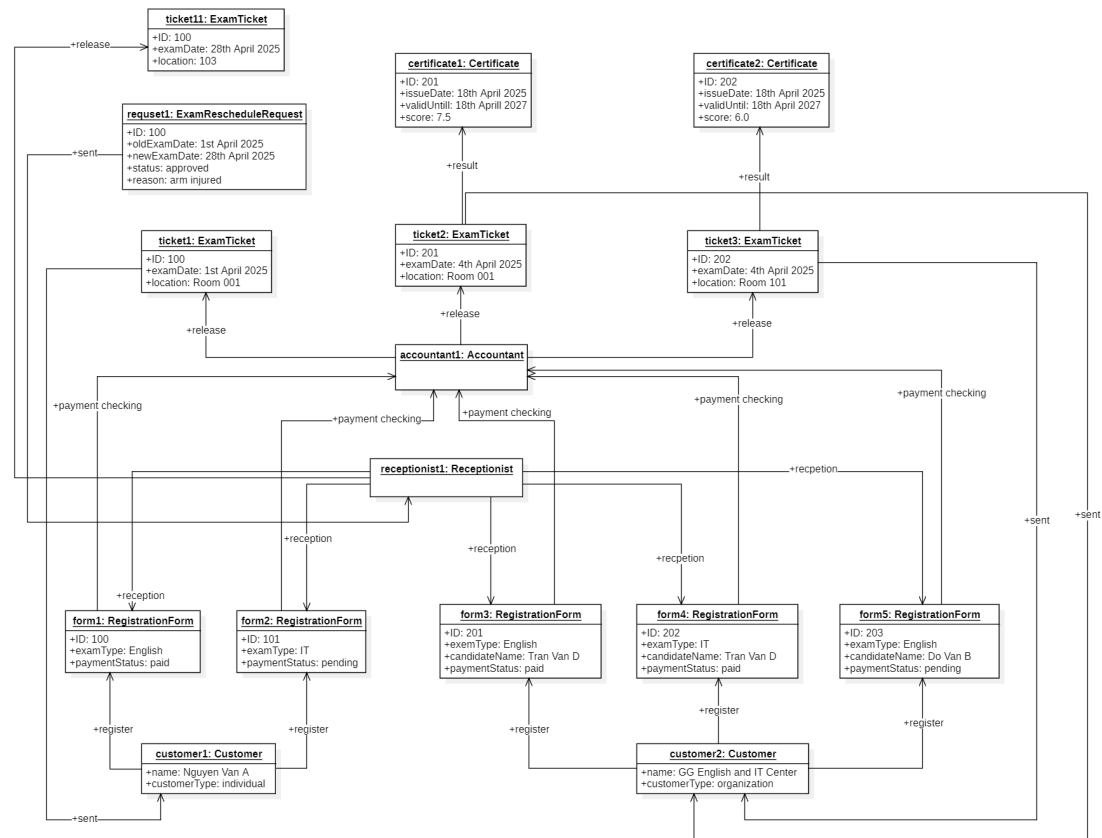 ticket11: ExamTicket
+ID: 100
+examDate: 28th April 2025
+location: 103
+release
certificate1: Certificate
+ID: 201
+issueDate: 18th April 2025
+validUntill: 18th Aprill 2027
+score: 7.5
certificate2: Certificate
+ID: 202
+issueDate: 18th April 2025
+validUntil: 18th April 2027
+score: 6.0
requset1: ExamRescheduleRequest
+ID: 100
+oldExamDate: 1st April 2025
+newExamDate: 28th April 2025
+status: approved
+reason: arm injured
+sent
+result
+result
ticket1: ExamTicket
+ID: 100
+examDate: 1st April 2025
+location: Room 001
ticket2: ExamTicket
+ID: 201
+examDate: 4th April 2025
+location: Room 001
ticket3: ExamTicket
+ID: 202
+examDate: 4th April 2025
+location: Room 101
+release
+release
+release
accountant1: Accountant
+payment checking
+payment checking
+payment checking
+payment checking
+payment checking
receptionist1: Receptionist
+recpetion
+reception
+reception
+recpetion
+reception
+sent
+sent
form1: RegistrationForm
+ID: 100
+examType: English
+paymentStatus: paid
form2: RegistrationForm
+ID: 101
+examType: IT
+paymentStatus: pending
form3: RegistrationForm
+ID: 201
+exemType: English
+candidateName: Tran Van D
+paymentStatus: paid
form4: RegistrationForm
+ID: 202
+examType: IT
+candidateName: Tran Van D
+paymentStatus: paid
form5: RegistrationForm
+ID: 203
+examType: English
+candidateName: Do Van B
+paymentStatus: pending
+register
+register
+register
+register
+register
customer1: Customer
+name: Nguyen Van A
+customerType: individual
customer2: Customer
+name: GG English and IT Center
+customerType: organization
+sent